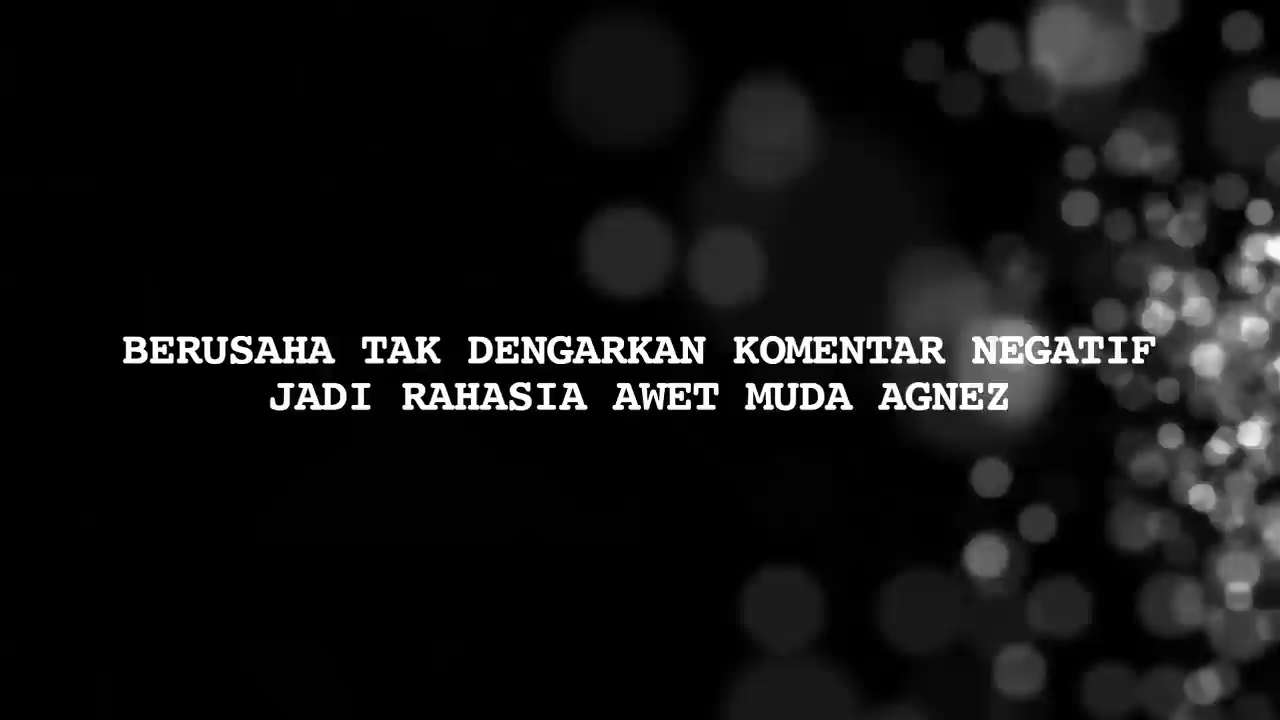 BERUSAHA TAK DENGARKAN KOMENTAR NEGATIF
JADI RAHASIA AWET MUDA AGNEZ